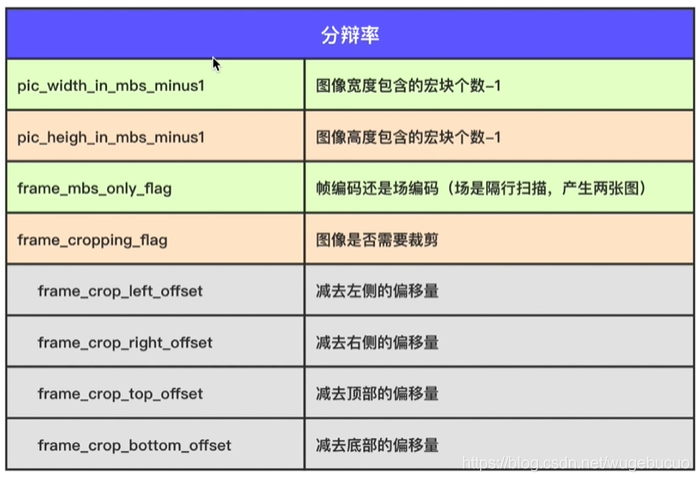 分辩率
pic_width_in_mbs_minus1
图像宽度包含的宏块个数-1
pic_heigh_in_mbs_minus1
图像高度包含的宏块个数-1
frame_mbs_only_flag
帧编码还是场编码（场是隔行扫描，产生两张图）
frame_cropping_flag
图像是否需要裁剪
frame_crop_left_offset
减去左侧的偏移量
frame_crop_right_offset
减去右侧的偏移量
frame_crop_top_offset
减去顶部的偏移量
frame_crop_bottom_offset
减去底部的偏移量
https://blog.csdn.net/wugebucuo